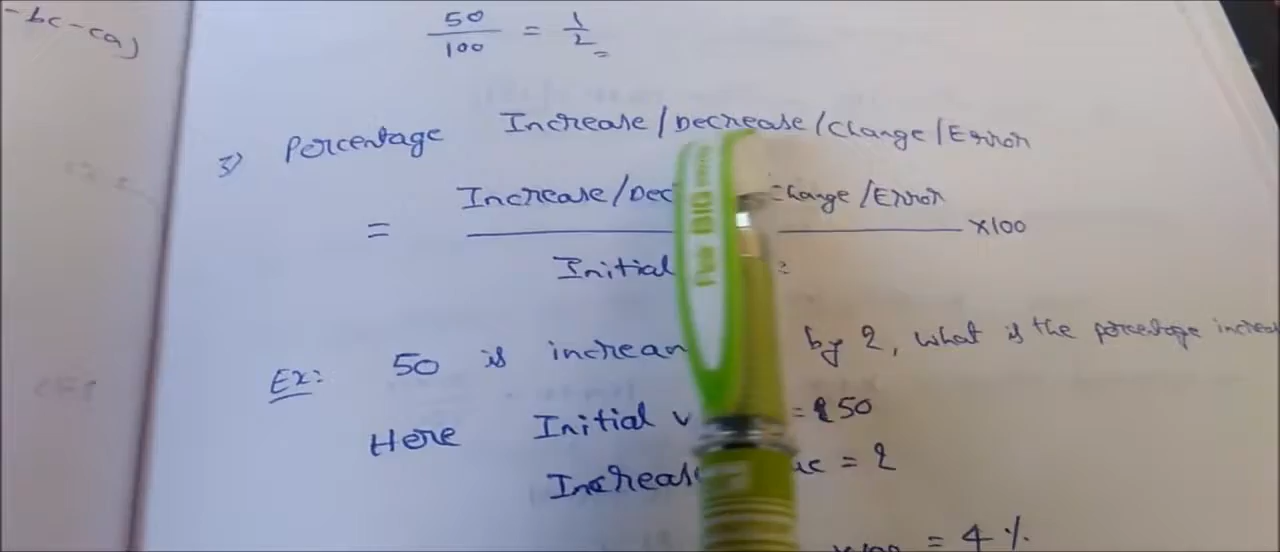 -bc-ca)
50/100 = 1/2
3) Percentage Increase/Decrease/Change/Error
= Increase/Dec Change/Error / Initial ×100
Ex: 50 is increa by 2, what is the percentage increa
Here Initial v = 50
Increas = 2
= 4 %